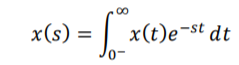 x(s) = ∫₀₋^∞ x(t)e^{-st} dt